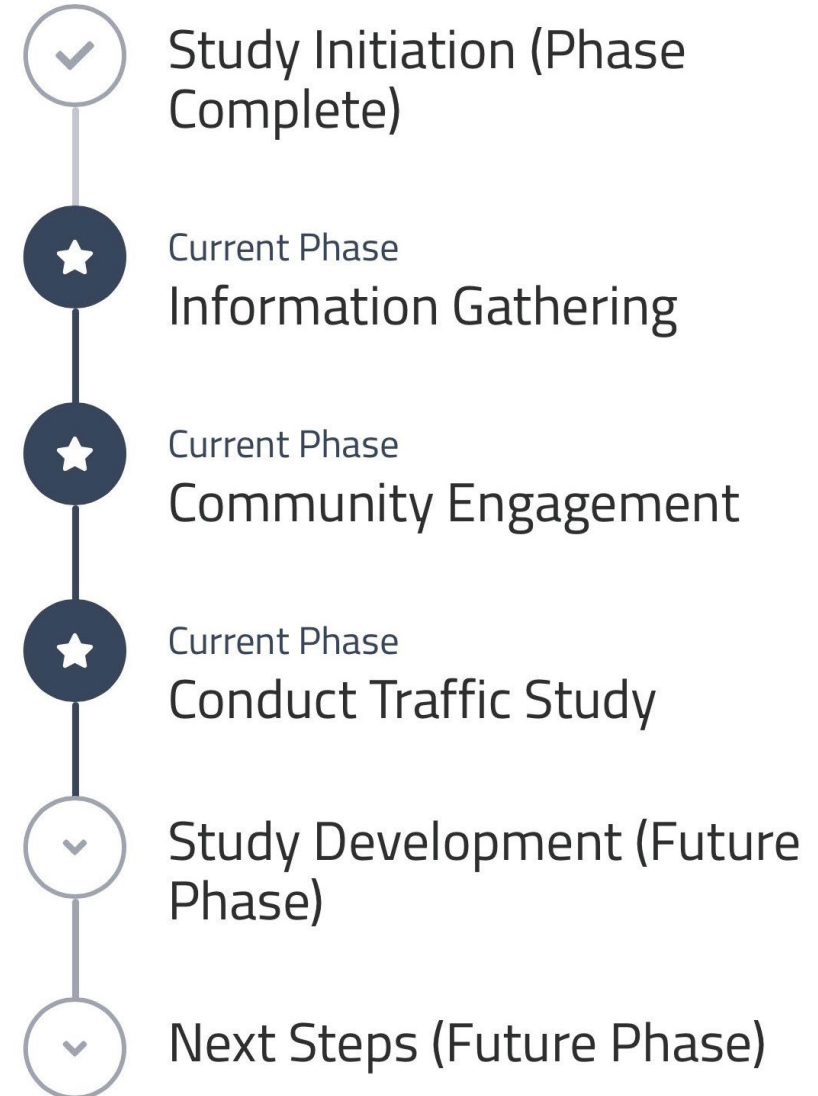 Study Initiation (Phase
Complete)
Current Phase
Information Gathering
Current Phase
Community Engagement
Current Phase
Conduct Traffic Study
Study Development (Future
Phase)
Next Steps (Future Phase)